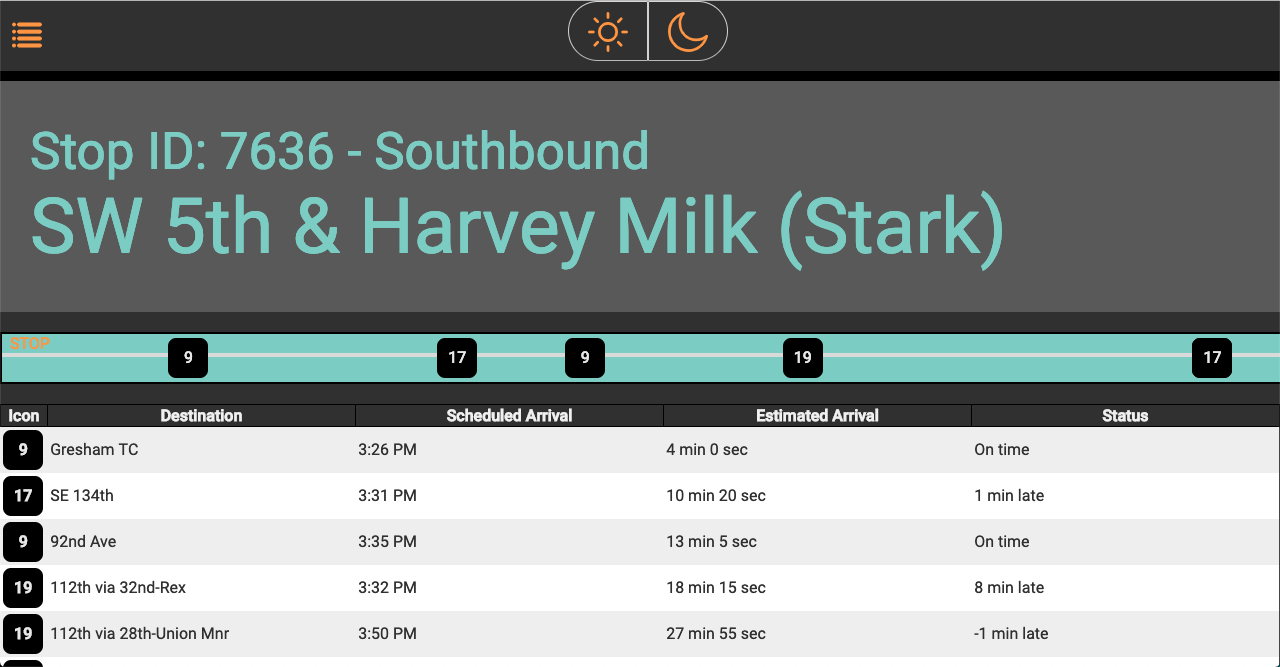 Stop ID: 7636 - Southbound
SW 5th & Harvey Milk (Stark)
STOP
9 17 9 19 17
Icon Destination Scheduled Arrival Estimated Arrival Status
9 Gresham TC 3:26 PM 4 min 0 sec On time
17 SE 134th 3:31 PM 10 min 20 sec 1 min late
9 92nd Ave 3:35 PM 13 min 5 sec On time
19 112th via 32nd-Rex 3:32 PM 18 min 15 sec 8 min late
19 112th via 28th-Union Mnr 3:50 PM 27 min 55 sec -1 min late